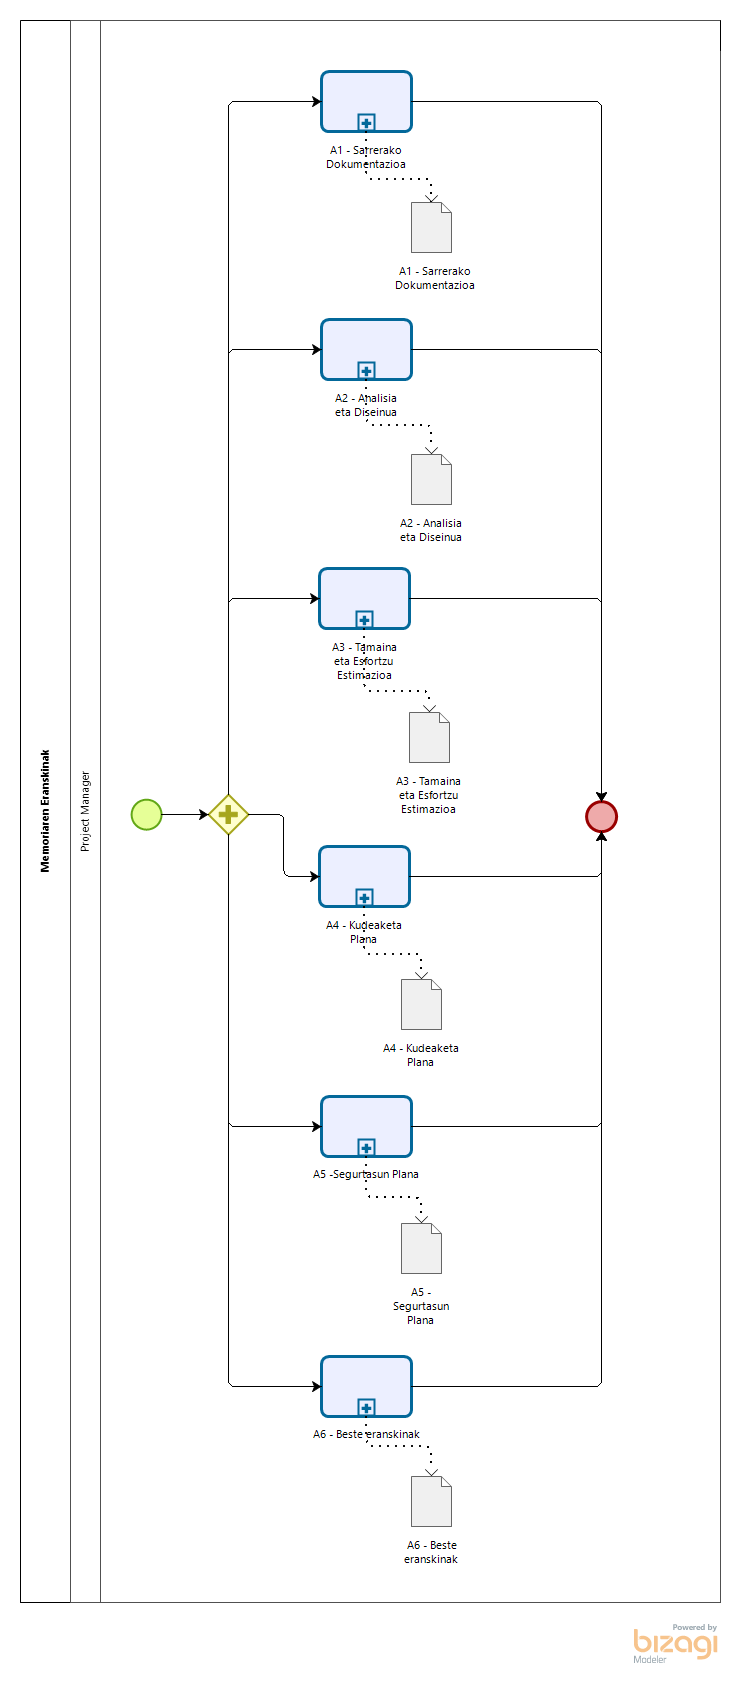 Memoriaren Eranskinak
Project Manager
A1 - Sarrerako
Dokumentazioa
A1 - Sarrerako
Dokumentazioa
A2 - Analisia
eta Diseinua
A2 - Analisia
eta Diseinua
A3 - Tamaina
eta Esfortzu
Estimazioa
A3 - Tamaina
eta Esfortzu
Estimazioa
A4 - Kudeaketa
Plana
A4 - Kudeaketa
Plana
A5 -Segurtasun Plana
A5 -
Segurtasun
Plana
A6 - Beste eranskinak
A6 - Beste
eranskinak
Powered by
bizagi
Modeler